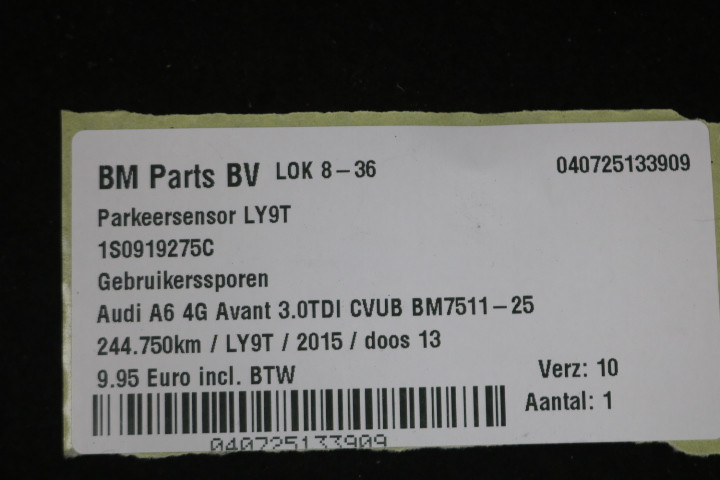 BM Parts BV LOK 8-36 040725133909
Parkeersensor LY9T
1S0919275C
Gebruikerssporen
Audi A6 4G Avant 3.0TDI CVUB BM7511-25
244.750km / LY9T / 2015 / doos 13
9.95 Euro incl. BTW Verz: 10
Aantal: 1
040725133909